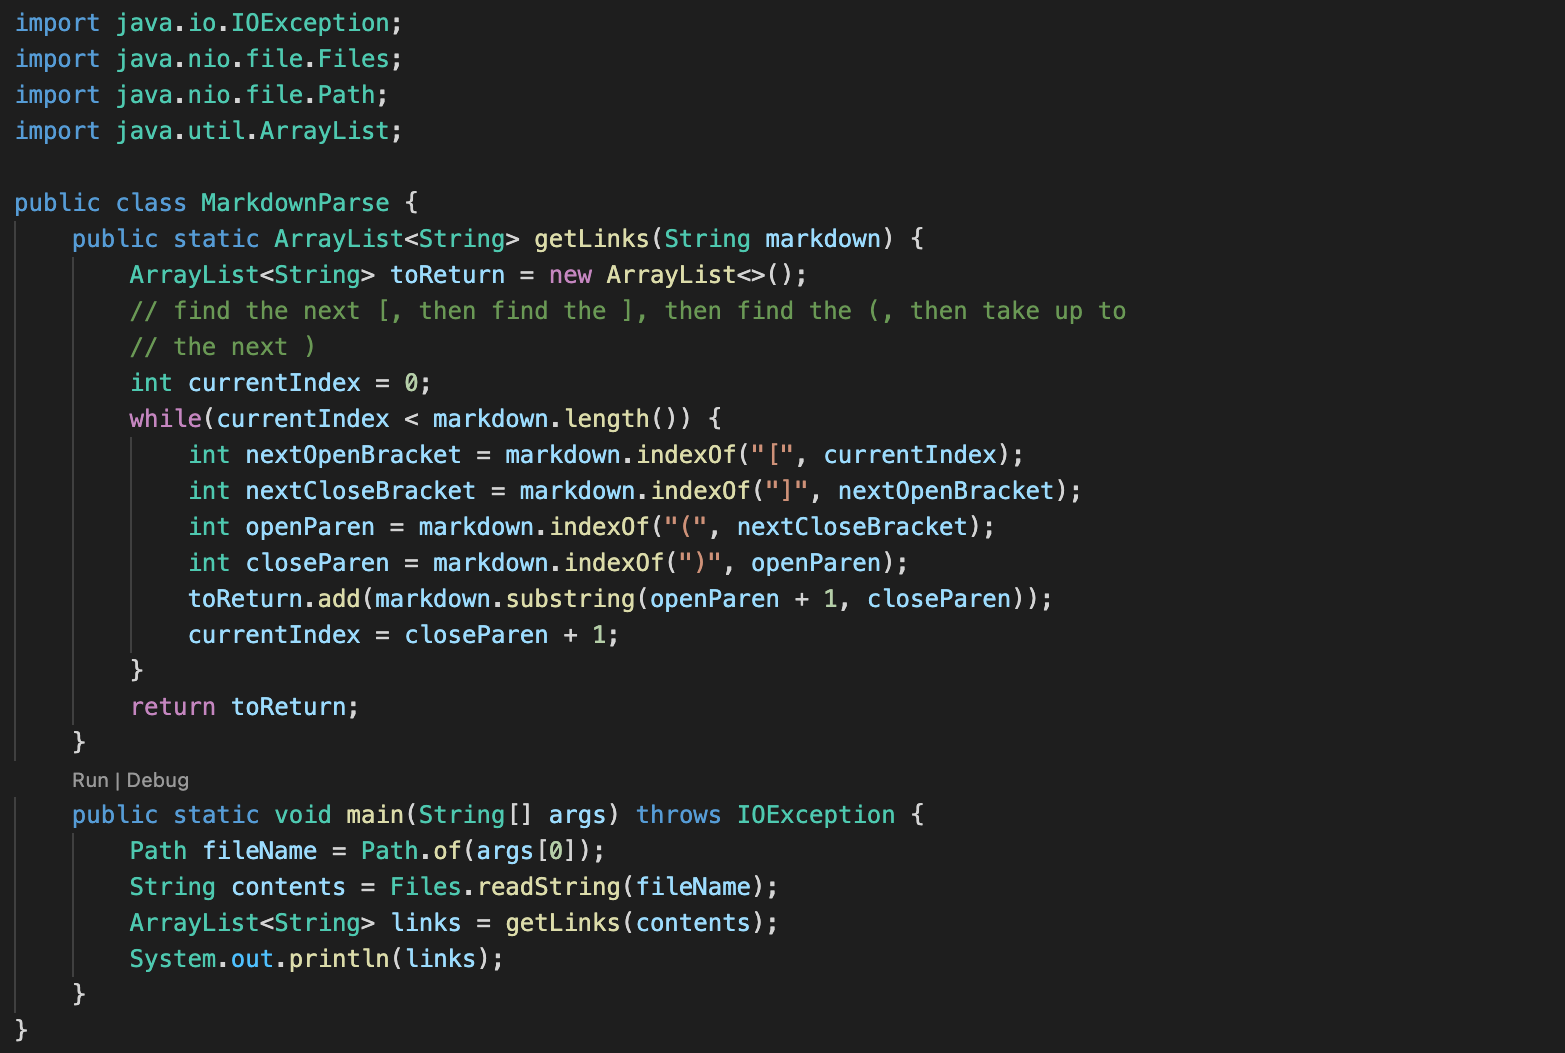 import java.io.IOException;
import java.nio.file.Files;
import java.nio.file.Path;
import java.util.ArrayList;

public class MarkdownParse {
    public static ArrayList<String> getLinks(String markdown) {
        ArrayList<String> toReturn = new ArrayList<>();
        // find the next [, then find the ], then find the (, then take up to
        // the next )
        int currentIndex = 0;
        while(currentIndex < markdown.length()) {
            int nextOpenBracket = markdown.indexOf("[", currentIndex);
            int nextCloseBracket = markdown.indexOf("]", nextOpenBracket);
            int openParen = markdown.indexOf("(", nextCloseBracket);
            int closeParen = markdown.indexOf(")", openParen);
            toReturn.add(markdown.substring(openParen + 1, closeParen));
            currentIndex = closeParen + 1;
        }
        return toReturn;
    }
    Run | Debug
    public static void main(String[] args) throws IOException {
        Path fileName = Path.of(args[0]);
        String contents = Files.readString(fileName);
        ArrayList<String> links = getLinks(contents);
        System.out.println(links);
    }
}